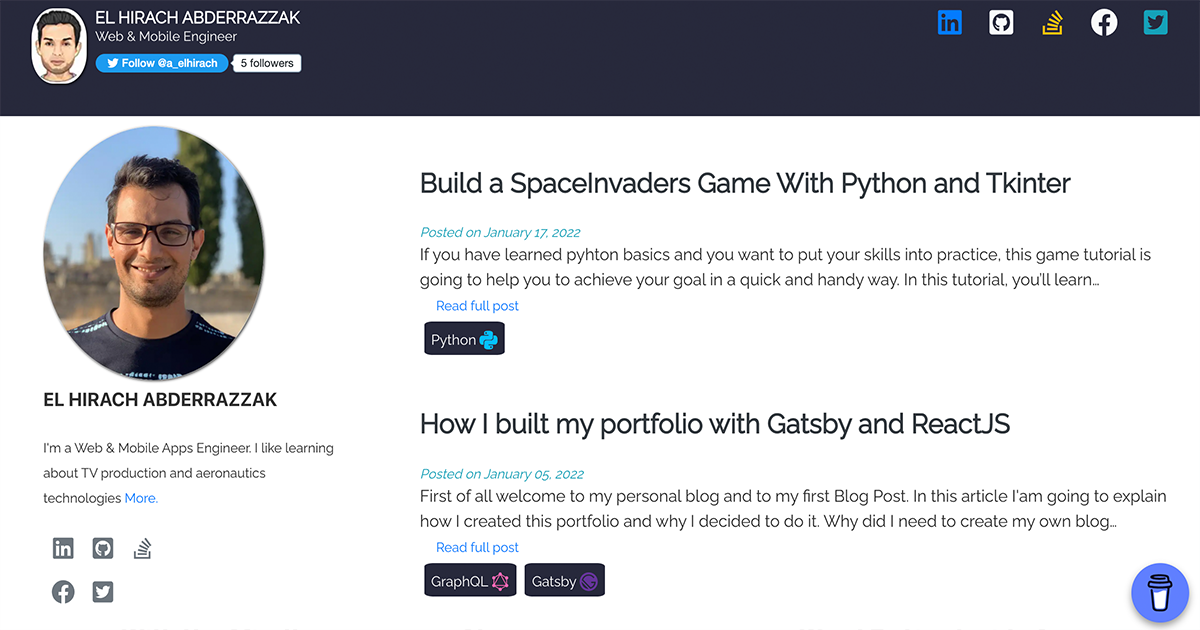 EL HIRACH ABDERRAZZAK
Web & Mobile Engineer
Follow @a_elhirach
5 followers
EL HIRACH ABDERRAZZAK
I'm a Web & Mobile Apps Engineer. I like learning
about TV production and aeronautics
technologies More.
Build a SpaceInvaders Game With Python and Tkinter
Posted on January 17, 2022
If you have learned pyhton basics and you want to put your skills into practice, this game tutorial is
going to help you to achieve your goal in a quick and handy way. In this tutorial, you'll learn…
Read full post
Python
How I built my portfolio with Gatsby and ReactJS
Posted on January 05, 2022
First of all welcome to my personal blog and to my first Blog Post. In this article I'am going to explain
how I created this portfolio and why I decided to do it. Why did I need to create my own blog…
Read full post
GraphQL
Gatsby